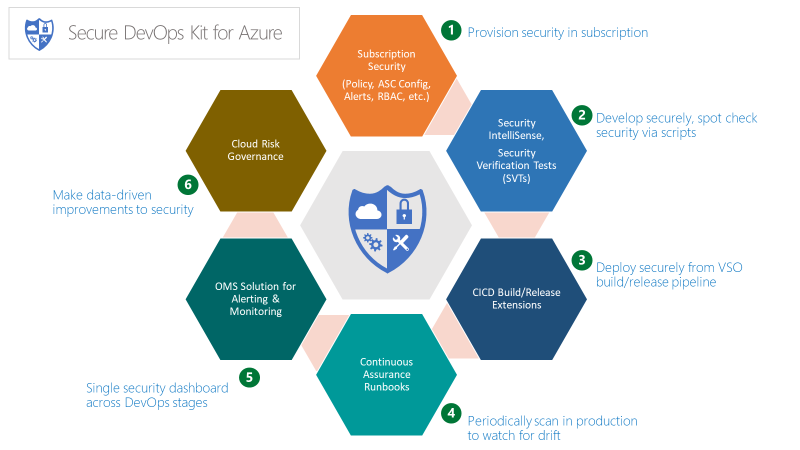 Secure DevOps Kit for Azure
Subscription
Security
(Policy, ASC Config,
Alerts, RBAC, etc.)
1
Provision security in subscription
Security
IntelliSense,
Security
Verification Tests
(SVTs)
2
Develop securely, spot check
security via scripts
CICD Build/Release
Extensions
3
Deploy securely from VSO
build/release pipeline
Continuous
Assurance
Runbooks
4
Periodically scan in production
to watch for drift
OMS Solution for
Alerting &
Monitoring
5
Single security dashboard
across DevOps stages
Cloud Risk
Governance
6
Make data-driven
improvements to security